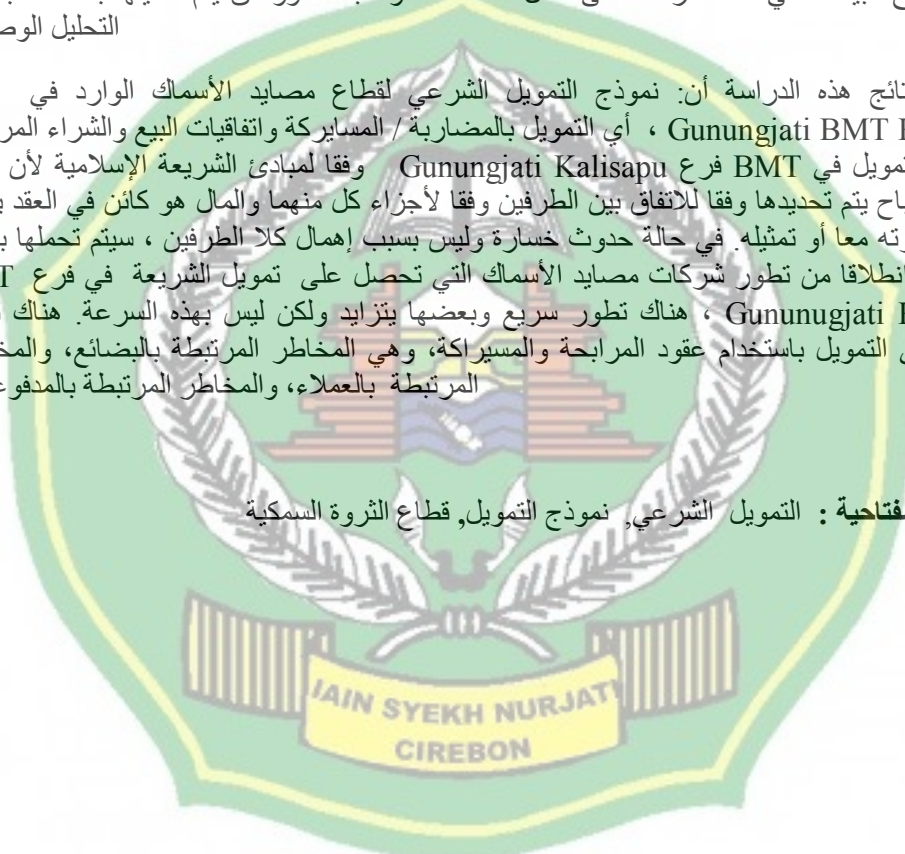 التحليل الوص
تائج هذه الدراسة أن: نموذج التمويل الشرعي لقطاع مصايد الأسماك الوارد في
Gunungjati BMT ، أي التمويل بالمضاربة / المسايركة واتفاقيات البيع والشراء المر
تمويل في BMT فرع Gunungjati Kalisapu وفقا لمبادئ الشريعة الإسلامية لأن
باح يتم تحديدها وفقا للاتفاق بين الطرفين وفقا لأجزاء كل منهما والمال هو كائن في العقد ب
رته معا أو تمثيله. في حالة حدوث خسارة وليس بسبب إهمال كلا الطرفين ، سيتم تحملها ب
انطلاقا من تطور شركات مصايد الأسماك التي تحصل على تمويل الشريعة في فرع T
Gununugjati ، هناك تطور سريع وبعضها يتزايد ولكن ليس بهذه السرعة. هناك
ل التمويل باستخدام عقود المرابحة والمسيراكة، وهي المخاطر المرتبطة بالبضائع، والمخ
المرتبطة بالعملاء، والمخاطر المرتبطة بالمدفوع
فتاحية : التمويل الشرعي, نموذج التمويل, قطاع الثروة السمكية
IAIN SYEKH NURJATI
CIREBON